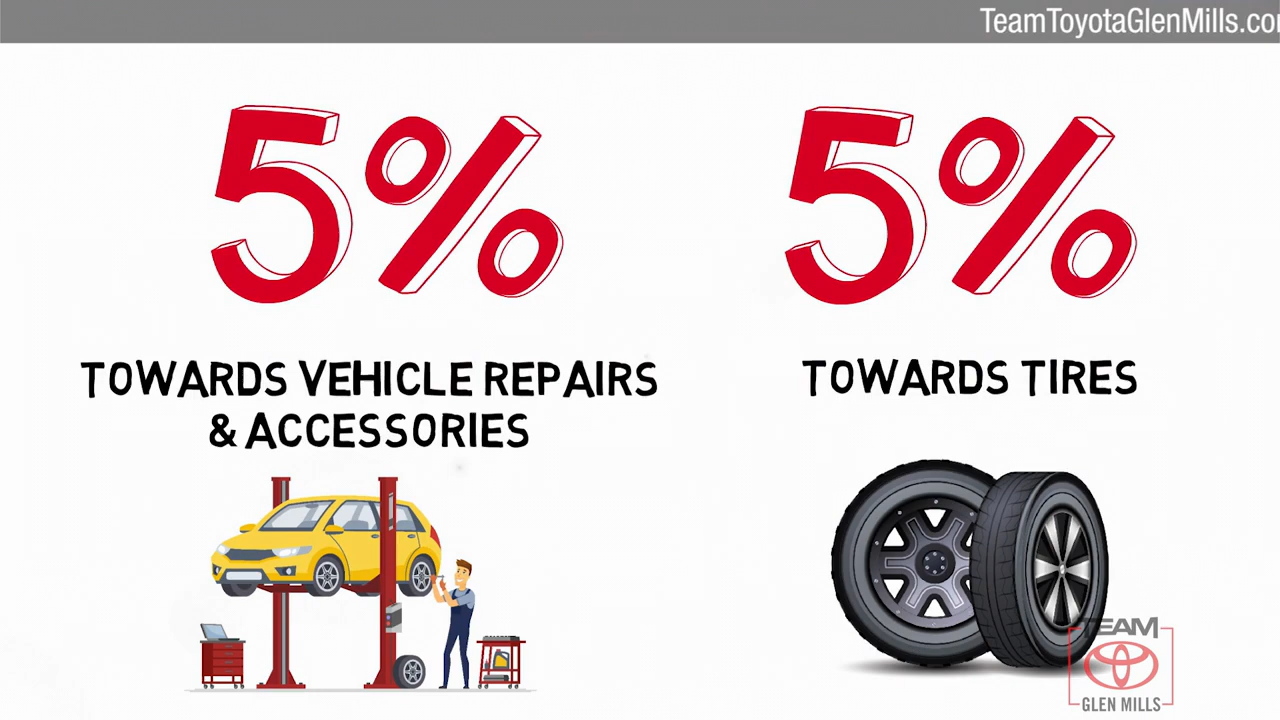 TeamToyotaGlenMills.co
5% 5%
TOWARDS VEHICLE REPAIRS
& ACCESSORIES
TOWARDS TIRES
TEAM
GLEN MILLS